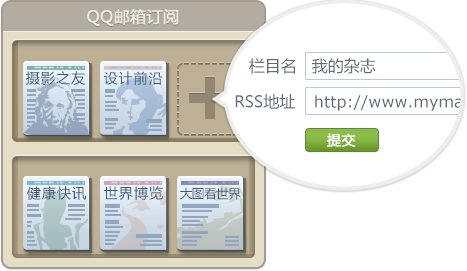 QQ邮箱订阅
摄影之友
设计前沿
栏目名 我的杂志
RSS地址 http://www.myma
提交
健康快讯
世界博览
大图看世界